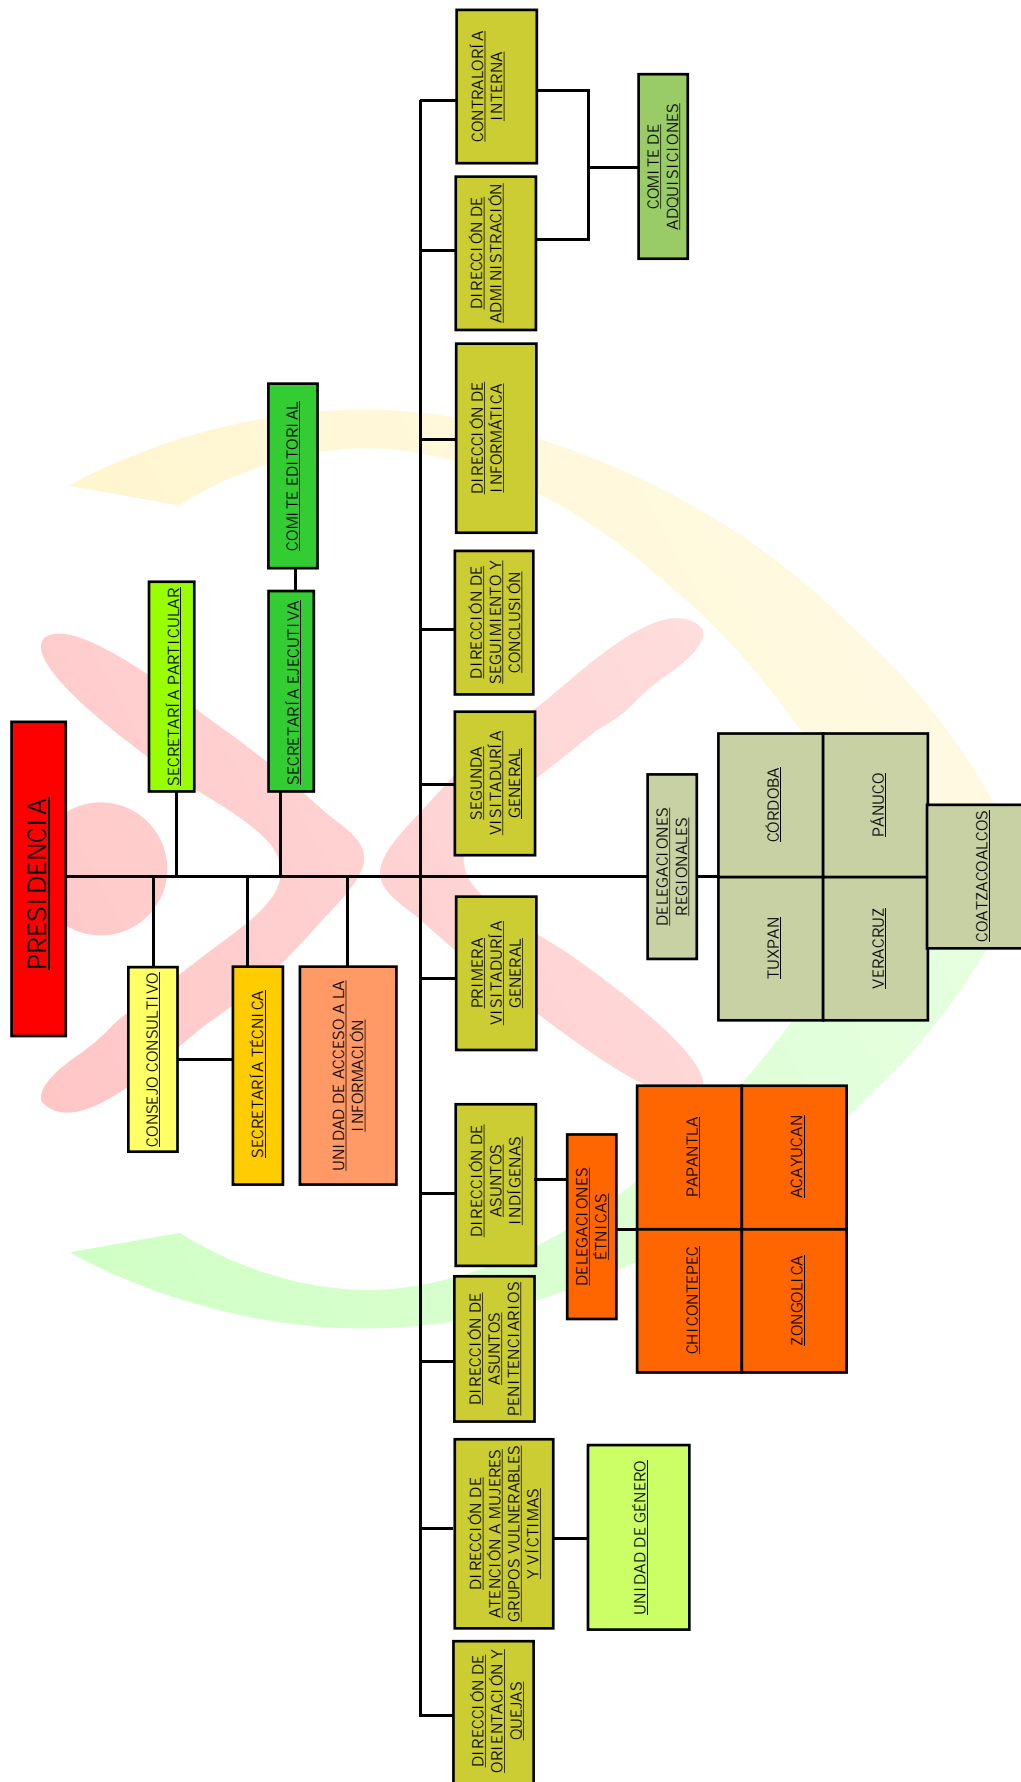 PRESIDENCIA
SECRETARÍA PARTICULAR
CONSEJO CONSULTIVO
SECRETARÍA TÉCNICA
SECRETARÍA EJECUTIVA
COMITE EDITORIAL
UNIDAD DE ACCESO A LA
INFORMACIÓN
DIRECCIÓN DE
ORIENTACIÓN Y
QUEJAS
DIRECCIÓN DE
ATENCIÓN A MUJERES
GRUPOS VULNERABLES
Y VÍCTIMAS
DIRECCIÓN DE
ASUNTOS
PENITENCIARIOS
DIRECCIÓN DE
ASUNTOS
INDÍGENAS
PRIMERA
VISITADURÍA
GENERAL
SEGUNDA
VISITADURÍA
GENERAL
DIRECCIÓN DE
SEGUIMIENTO Y
CONCLUSIÓN
DIRECCIÓN DE
INFORMÁTICA
DIRECCIÓN DE
ADMINISTRACIÓN
CONTRALORÍA
INTERNA
UNIDAD DE GÉNERO
DELEGACIONES
ÉTNICAS
CHICONTEPEC
PAPANTLA
ZONGOLICA
ACAYUCAN
DELEGACIONES
REGIONALES
TUXPAN
CÓRDOBA
VERACRUZ
PÁNUCO
COATZACOALCOS
COMITE DE
ADQUISICIONES